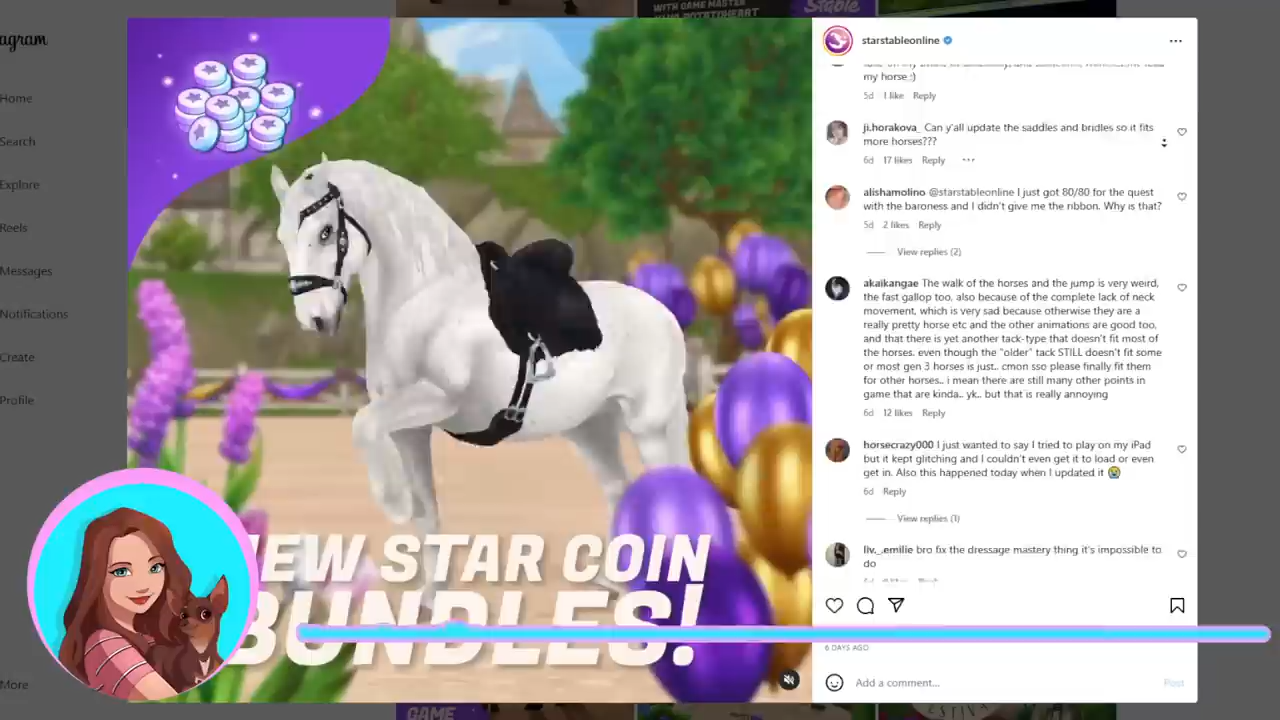 WITH GAME MASTER
Stable
agram
Home
Search
Explore
Reels
Messages
Notifications
Create
Profile
More
NEW STAR COIN
BUNDLES!
GAME
starstableonline
my horse :)
5d 1 like Reply
ji.horakova_ Can y'all update the saddles and bridles so it fits
more horses???
6d 17 likes Reply
alishamolino @starstableonline I just got 80/80 for the quest
with the baroness and I didn't give me the ribbon. Why is that?
5d 2 likes Reply
View replies (2)
akaikangae The walk of the horses and the jump is very weird,
the fast gallop too, also because of the complete lack of neck
movement, which is very sad because otherwise they are a
really pretty horse etc and the other animations are good too,
and that there is yet another tack-type that doesn't fit most of
the horses. even though the "older" tack STILL doesn't fit some
or most gen 3 horses is just.. cmon sso please finally fit them
for other horses.. i mean there are still many other points in
game that are kinda.. yk.. but that is really annoying
6d 12 likes Reply
horsecrazy000 I just wanted to say I tried to play on my iPad
but it kept glitching and I couldn't even get it to load or even
get in. Also this happened today when I updated it 😭
6d Reply
View replies (1)
liv._.emilie bro fix the dressage mastery thing it's impossible to
do
6 DAYS AGO
Add a comment...
Post